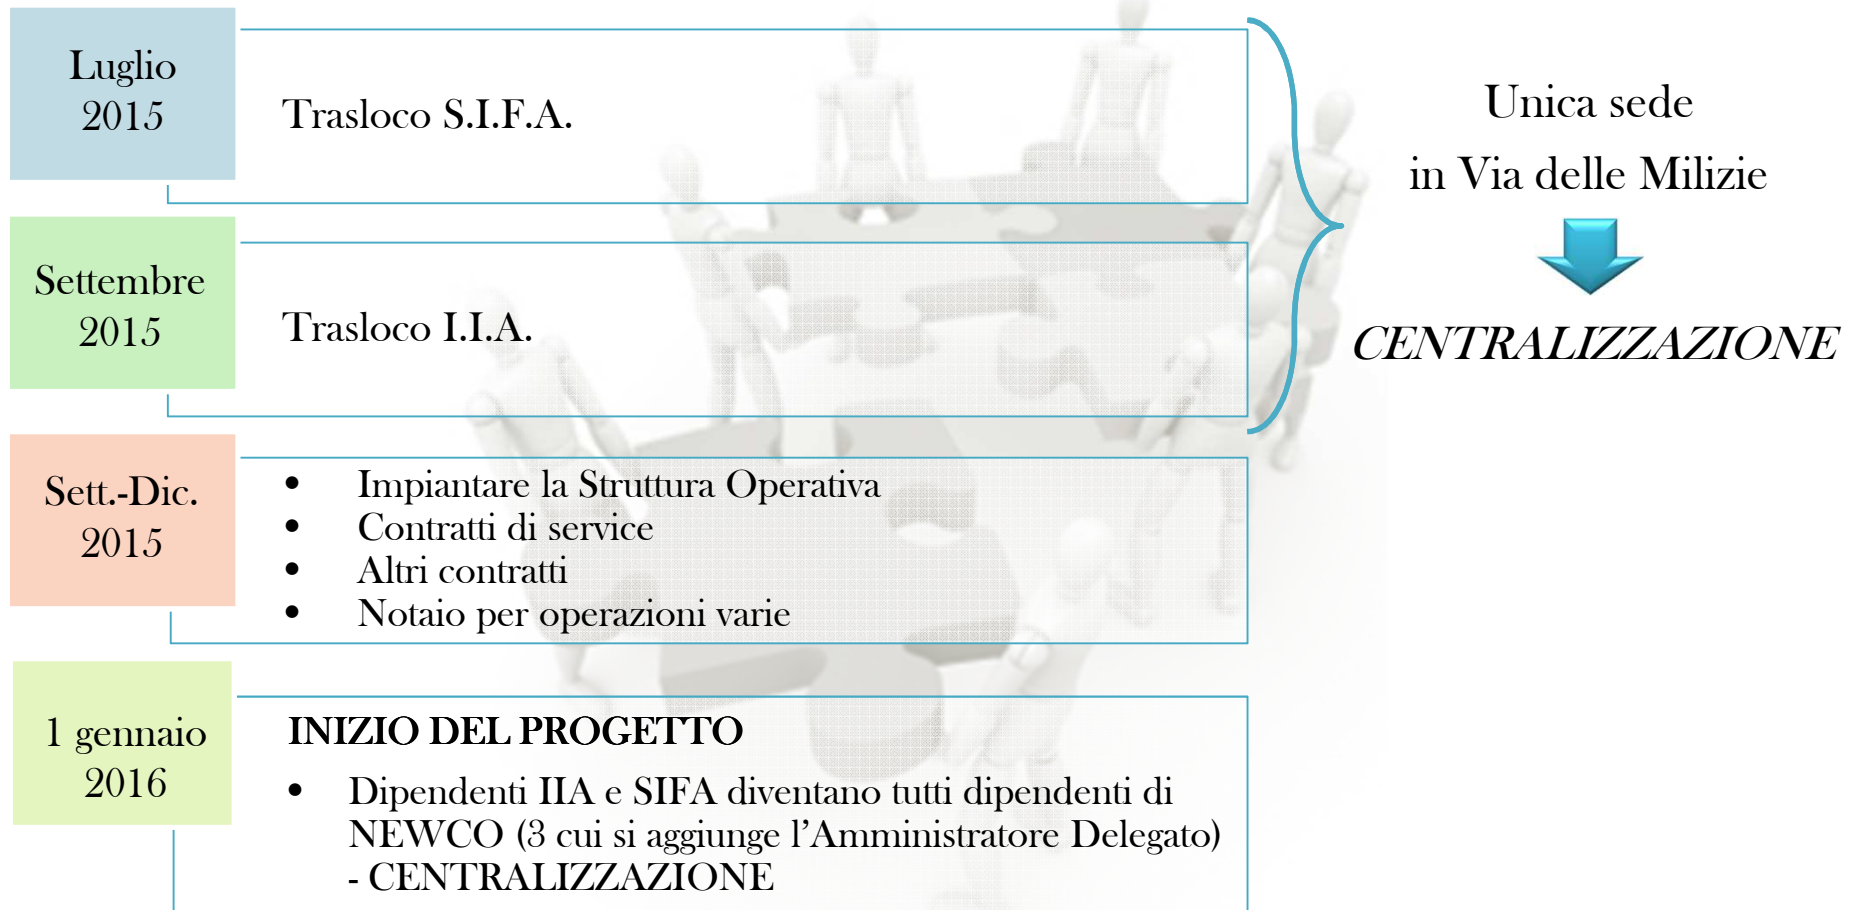 Luglio
2015
Trasloco S.I.F.A.
Settembre
2015
Trasloco I.I.A.
Unica sede
in Via delle Milizie
CENTRALIZZAZIONE
Sett.-Dic.
2015
• Impiantare la Struttura Operativa
• Contratti di service
• Altri contratti
• Notaio per operazioni varie
1 gennaio
2016
INIZIO DEL PROGETTO
• Dipendenti IIA e SIFA diventano tutti dipendenti di
NEWCO (3 cui si aggiunge l’Amministratore Delegato)
- CENTRALIZZAZIONE